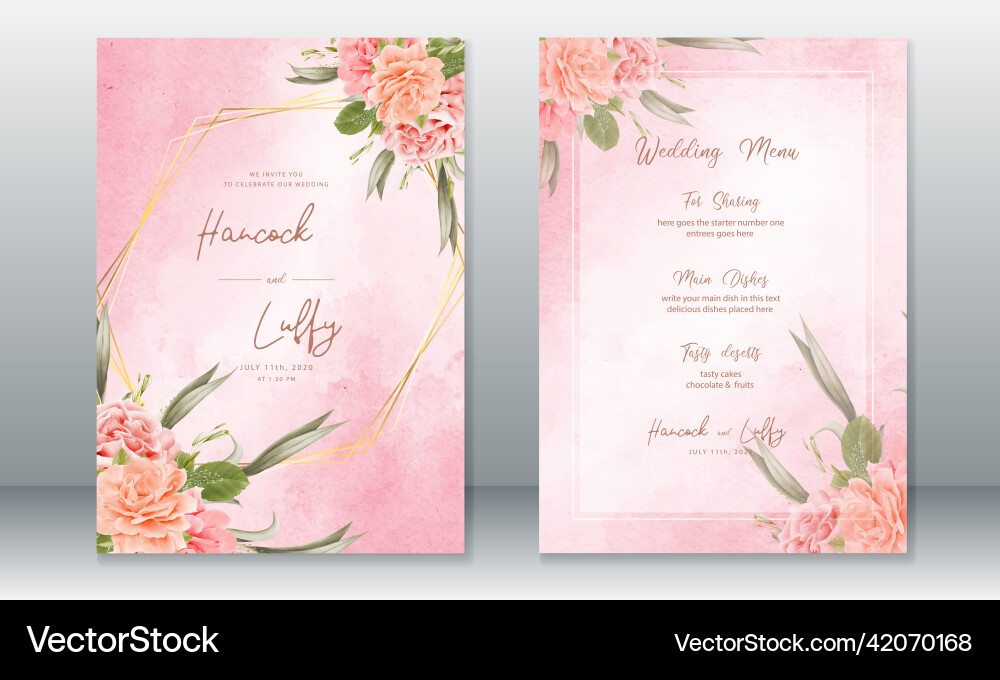 WE INVITE YOU
TO CELEBRATE OUR WEDDING
Hancock
and
Luffy
JULY 11th, 2020
AT 1.30 PM
Wedding Menu
For Sharing
here goes the starter number one
entrees goes here
Main Dishes
write your main dish in this text
delicious dishes placed here
Tasty deserts
tasty cakes
chocolate & fruits
Hancock and Luffy
JULY 11th, 2020
VectorStock
VectorStock.com/42070168